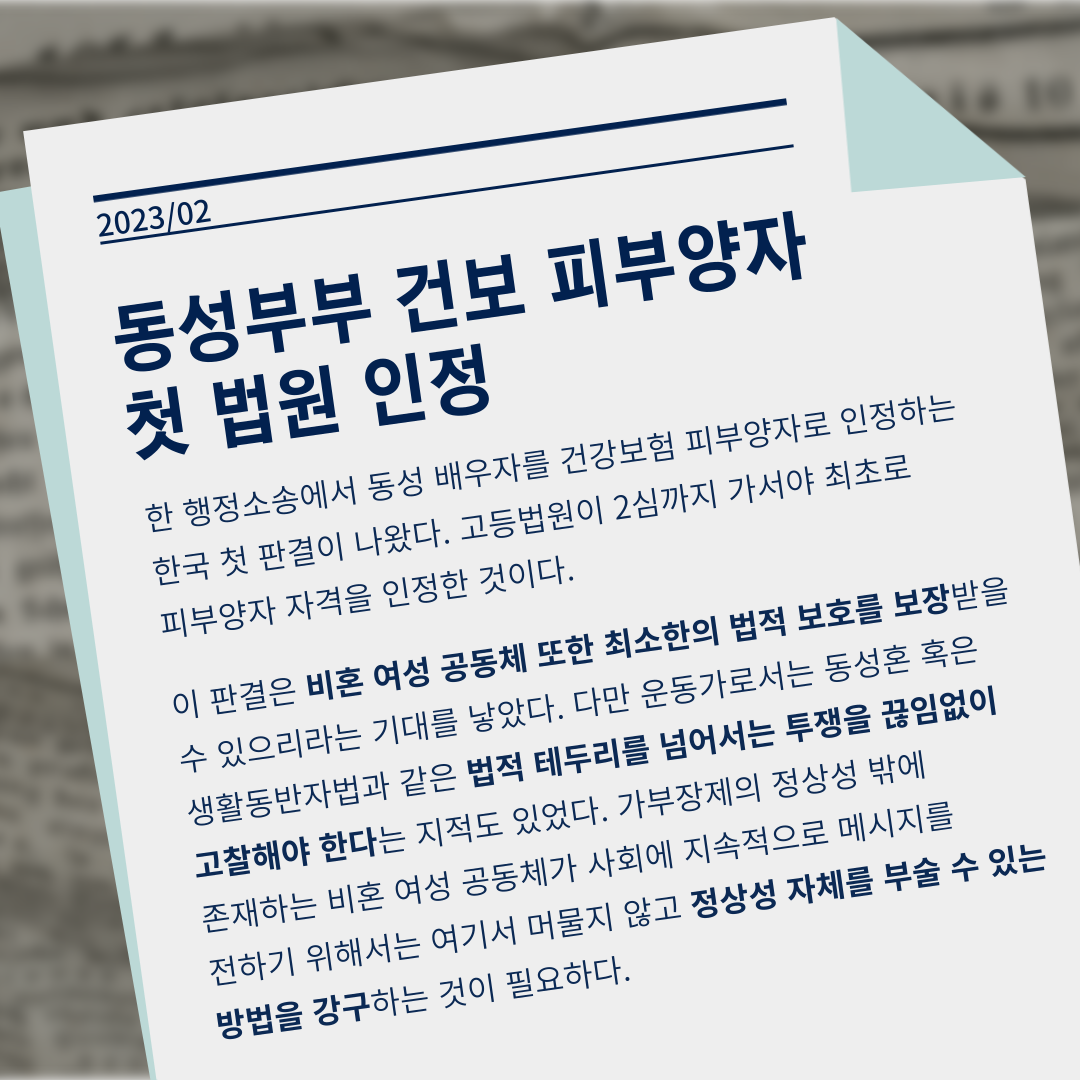 2023/02
동성부부 건보 피부양자
첫 법원 인정
한 행정소송에서 동성 배우자를 건강보험 피부양자로 인정하는
한국 첫 판결이 나왔다. 고등법원이 2심까지 가서야 최초로
피부양자 자격을 인정한 것이다.
이 판결은 비혼 여성 공동체 또한 최소한의 법적 보호를 보장받을
수 있으리라는 기대를 낳았다. 다만 운동가로서는 동성혼 혹은
생활동반자법과 같은 법적 테두리를 넘어서는 투쟁을 끊임없이
고찰해야 한다는 지적도 있었다. 가부장제의 정상성 밖에
존재하는 비혼 여성 공동체가 사회에 지속적으로 메시지를
전하기 위해서는 여기서 머물지 않고 정상성 자체를 부술 수 있는
방법을 강구하는 것이 필요하다.